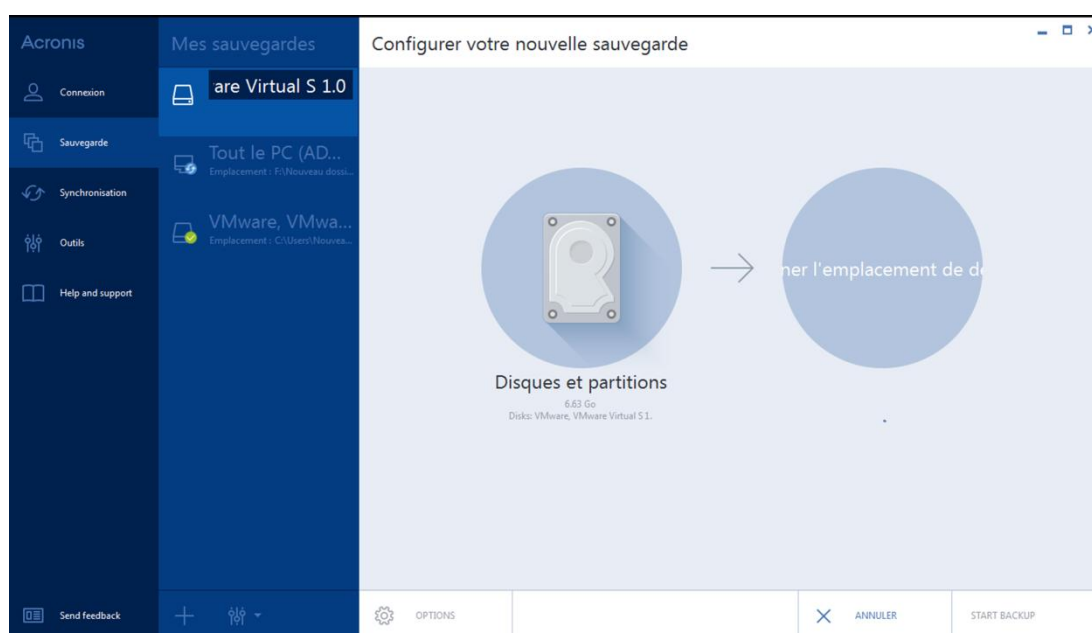 Acronis
Connexion
Sauvegarde
Synchronisation
Outils
Help and support
Send feedback
Mes sauvegardes
are Virtual S 1.0
Tout le PC (AD...
Emplacement : F:\Nouveau dossi...
VMware, VMwa...
Emplacement : C:\Users\Nouvea...
Configurer votre nouvelle sauvegarde
Disques et partitions
6.63 Go
Disks: VMware, VMware Virtual S 1.
ner l'emplacement de de
OPTIONS
ANNULER
START BACKUP